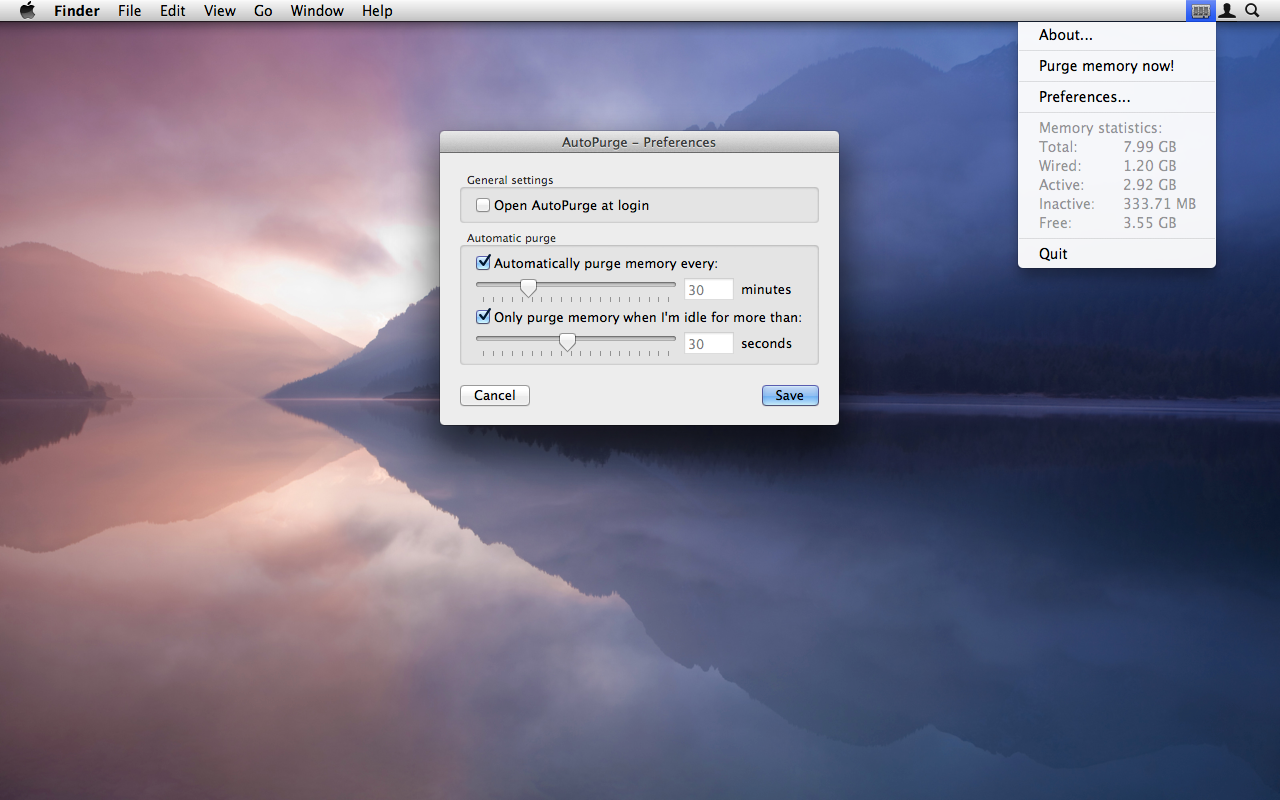 Finder File Edit View Go Window Help
About...
Purge memory now!
Preferences...
Memory statistics:
Total: 7.99 GB
Wired: 1.20 GB
Active: 2.92 GB
Inactive: 333.71 MB
Free: 3.55 GB
Quit
AutoPurge – Preferences
General settings
Open AutoPurge at login
Automatic purge
Automatically purge memory every:
30 minutes
Only purge memory when I'm idle for more than:
30 seconds
Cancel Save